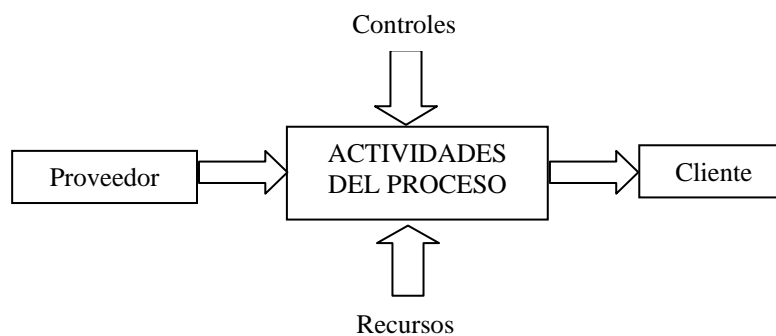 Controles
Proveedor
ACTIVIDADES
DEL PROCESO
Cliente
Recursos